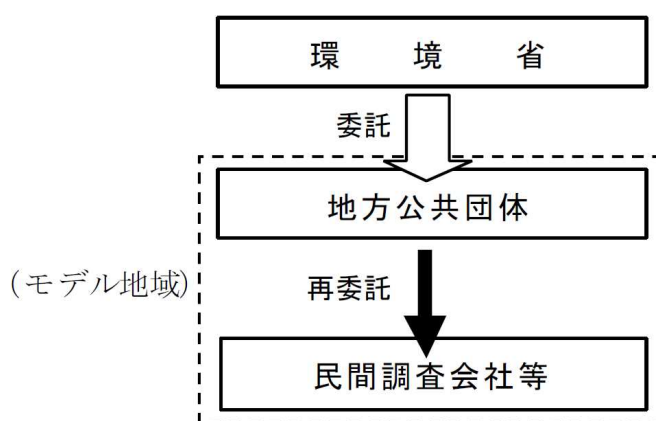 環境省
委託
地方公共団体
(モデル地域)
再委託
民間調査会社等